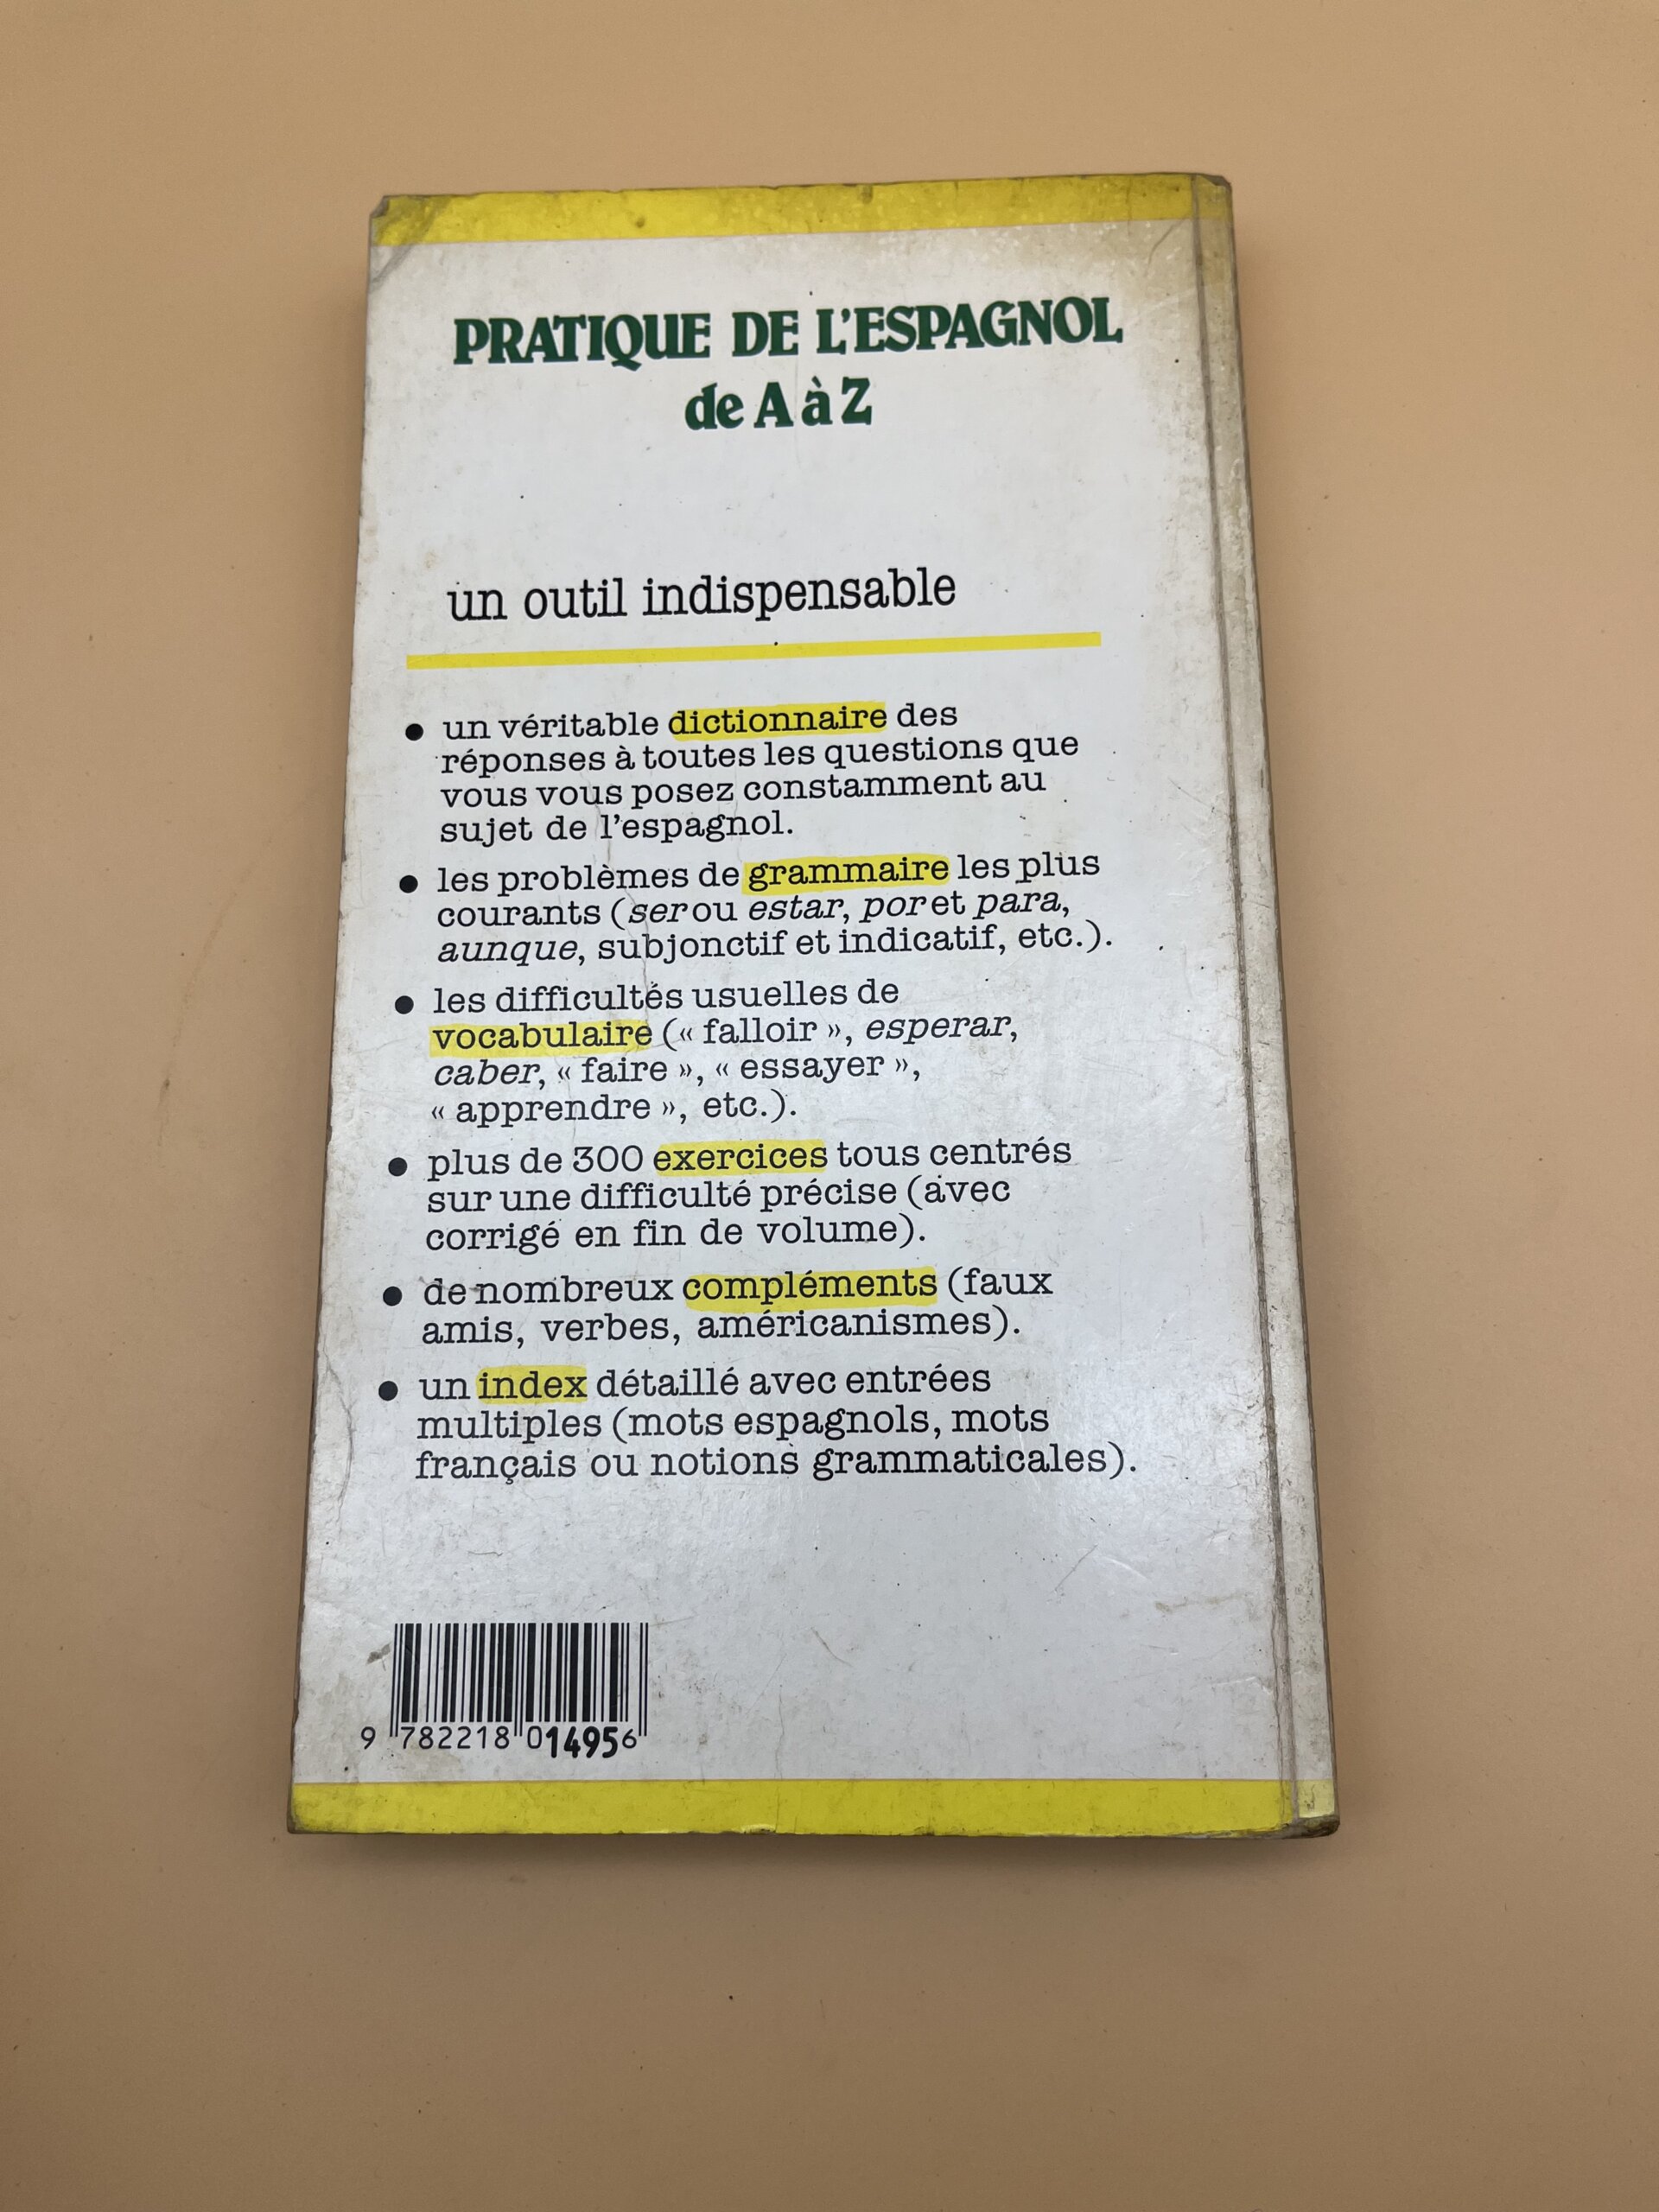 PRATIQUE DE L'ESPAGNOL
de A à Z
un outil indispensable
● un véritable dictionnaire des
réponses à toutes les questions que
vous vous posez constamment au
sujet de l'espagnol.
● les problèmes de grammaire les plus
courants (ser ou estar, por et para,
aunque, subjonctif et indicatif, etc.).
● les difficultés usuelles de
vocabulaire (« falloir », esperar,
caber, « faire », « essayer »,
« apprendre », etc.).
● plus de 300 exercices tous centrés
sur une difficulté précise (avec
corrigé en fin de volume).
● de nombreux compléments (faux
amis, verbes, américanismes).
● un index détaillé avec entrées
multiples (mots espagnols, mots
français ou notions grammaticales).
9 782218 014956